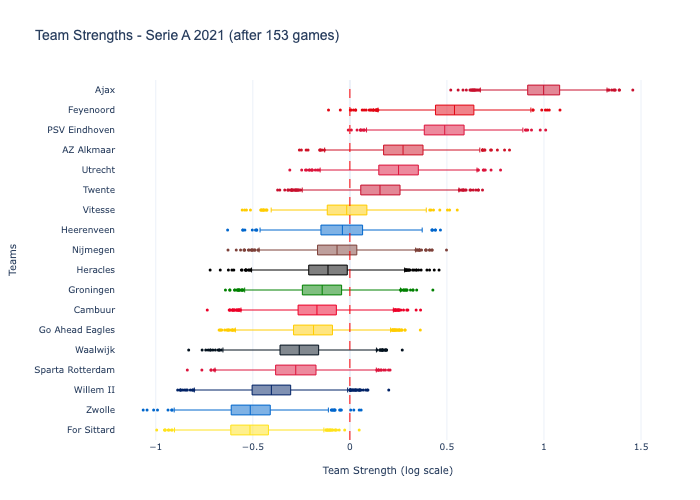 Team Strengths - Serie A 2021 (after 153 games)
Ajax
Feyenoord
PSV Eindhoven
AZ Alkmaar
Utrecht
Twente
Vitesse
Heerenveen
Nijmegen
Heracles
Groningen
Cambuur
Go Ahead Eagles
Waalwijk
Sparta Rotterdam
Willem II
Zwolle
For Sittard
Teams
−1
−0.5
0
0.5
1
1.5
Team Strength (log scale)